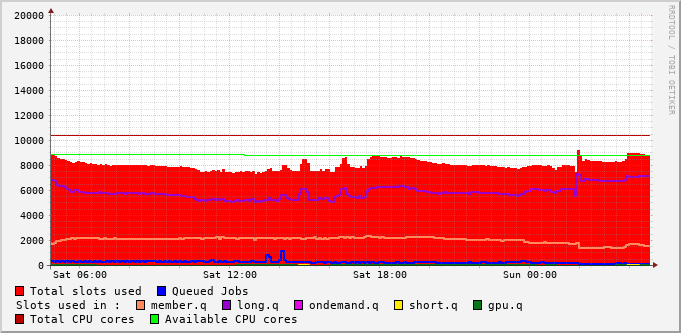 20000
18000
16000
14000
12000
10000
8000
6000
4000
2000
0
Sat 06:00 Sat 12:00 Sat 18:00 Sun 00:00
Total slots used Queued Jobs
Slots used in : member.q long.q ondemand.q short.q gpu.q
Total CPU cores Available CPU cores
RRDTOOL / TOBI OETIKER